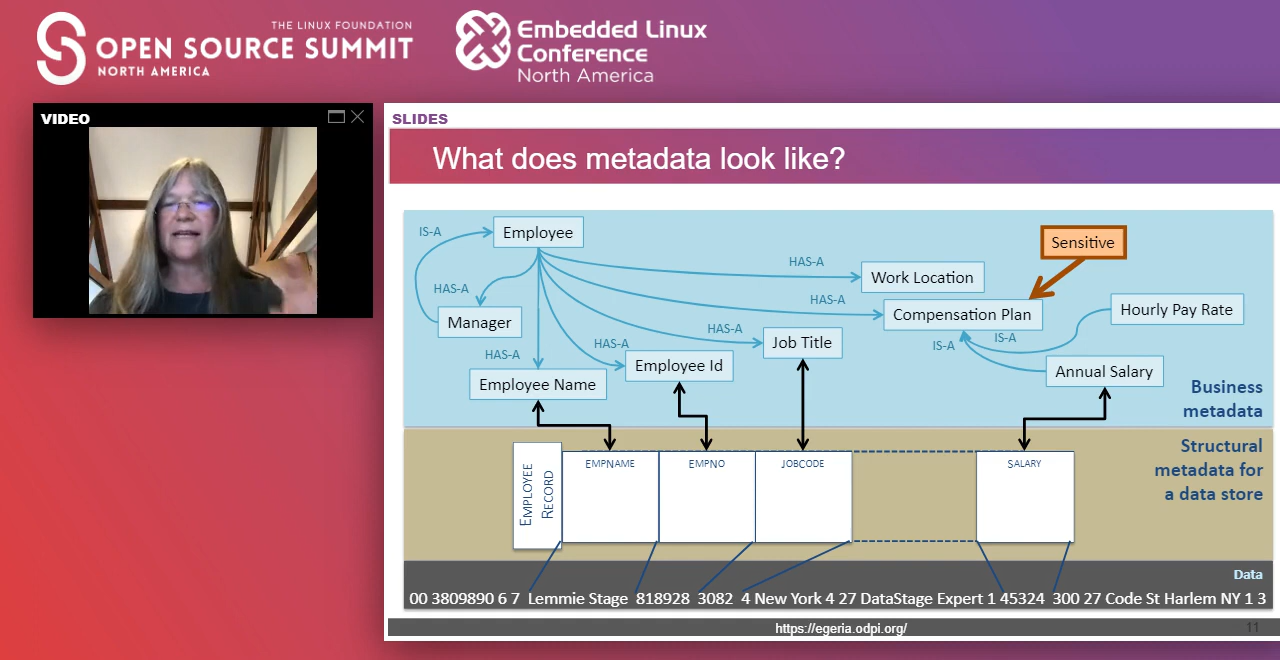 THE LINUX FOUNDATION
OPEN SOURCE SUMMIT
NORTH AMERICA
Embedded Linux
Conference
North America
VIDEO
SLIDES
What does metadata look like?
IS-A
Employee
Sensitive
HAS-A
Work Location
HAS-A
HAS-A
Compensation Plan
Hourly Pay Rate
Manager
HAS-A
Job Title
IS-A
IS-A
HAS-A
HAS-A
Employee Id
Annual Salary
Employee Name
Business
metadata
Structural
metadata for
a data store
EMPLOYEE
RECORD
EMPNAME
EMPNO
JOBCODE
SALARY
Data
00 3809890 6 7 Lemmie Stage 818928 3082 4 New York 4 27 DataStage Expert 1 45324 300 27 Code St Harlem NY 1 3
https://egeria.odpi.org/
11